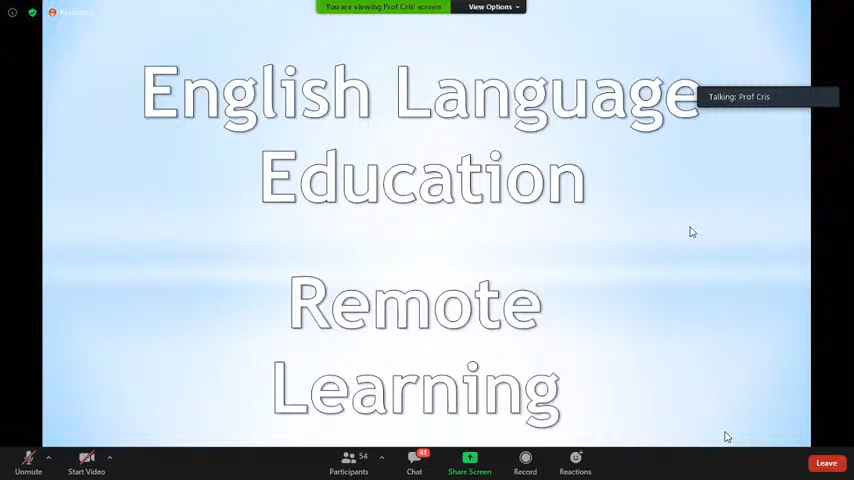 You are viewing Prof Cris' screen
View Options
Recording
English Language
Talking: Prof Cris
Education
Remote
Learning
54
41
Unmute
Start Video
Participants
Chat
Share Screen
Record
Reactions
Leave